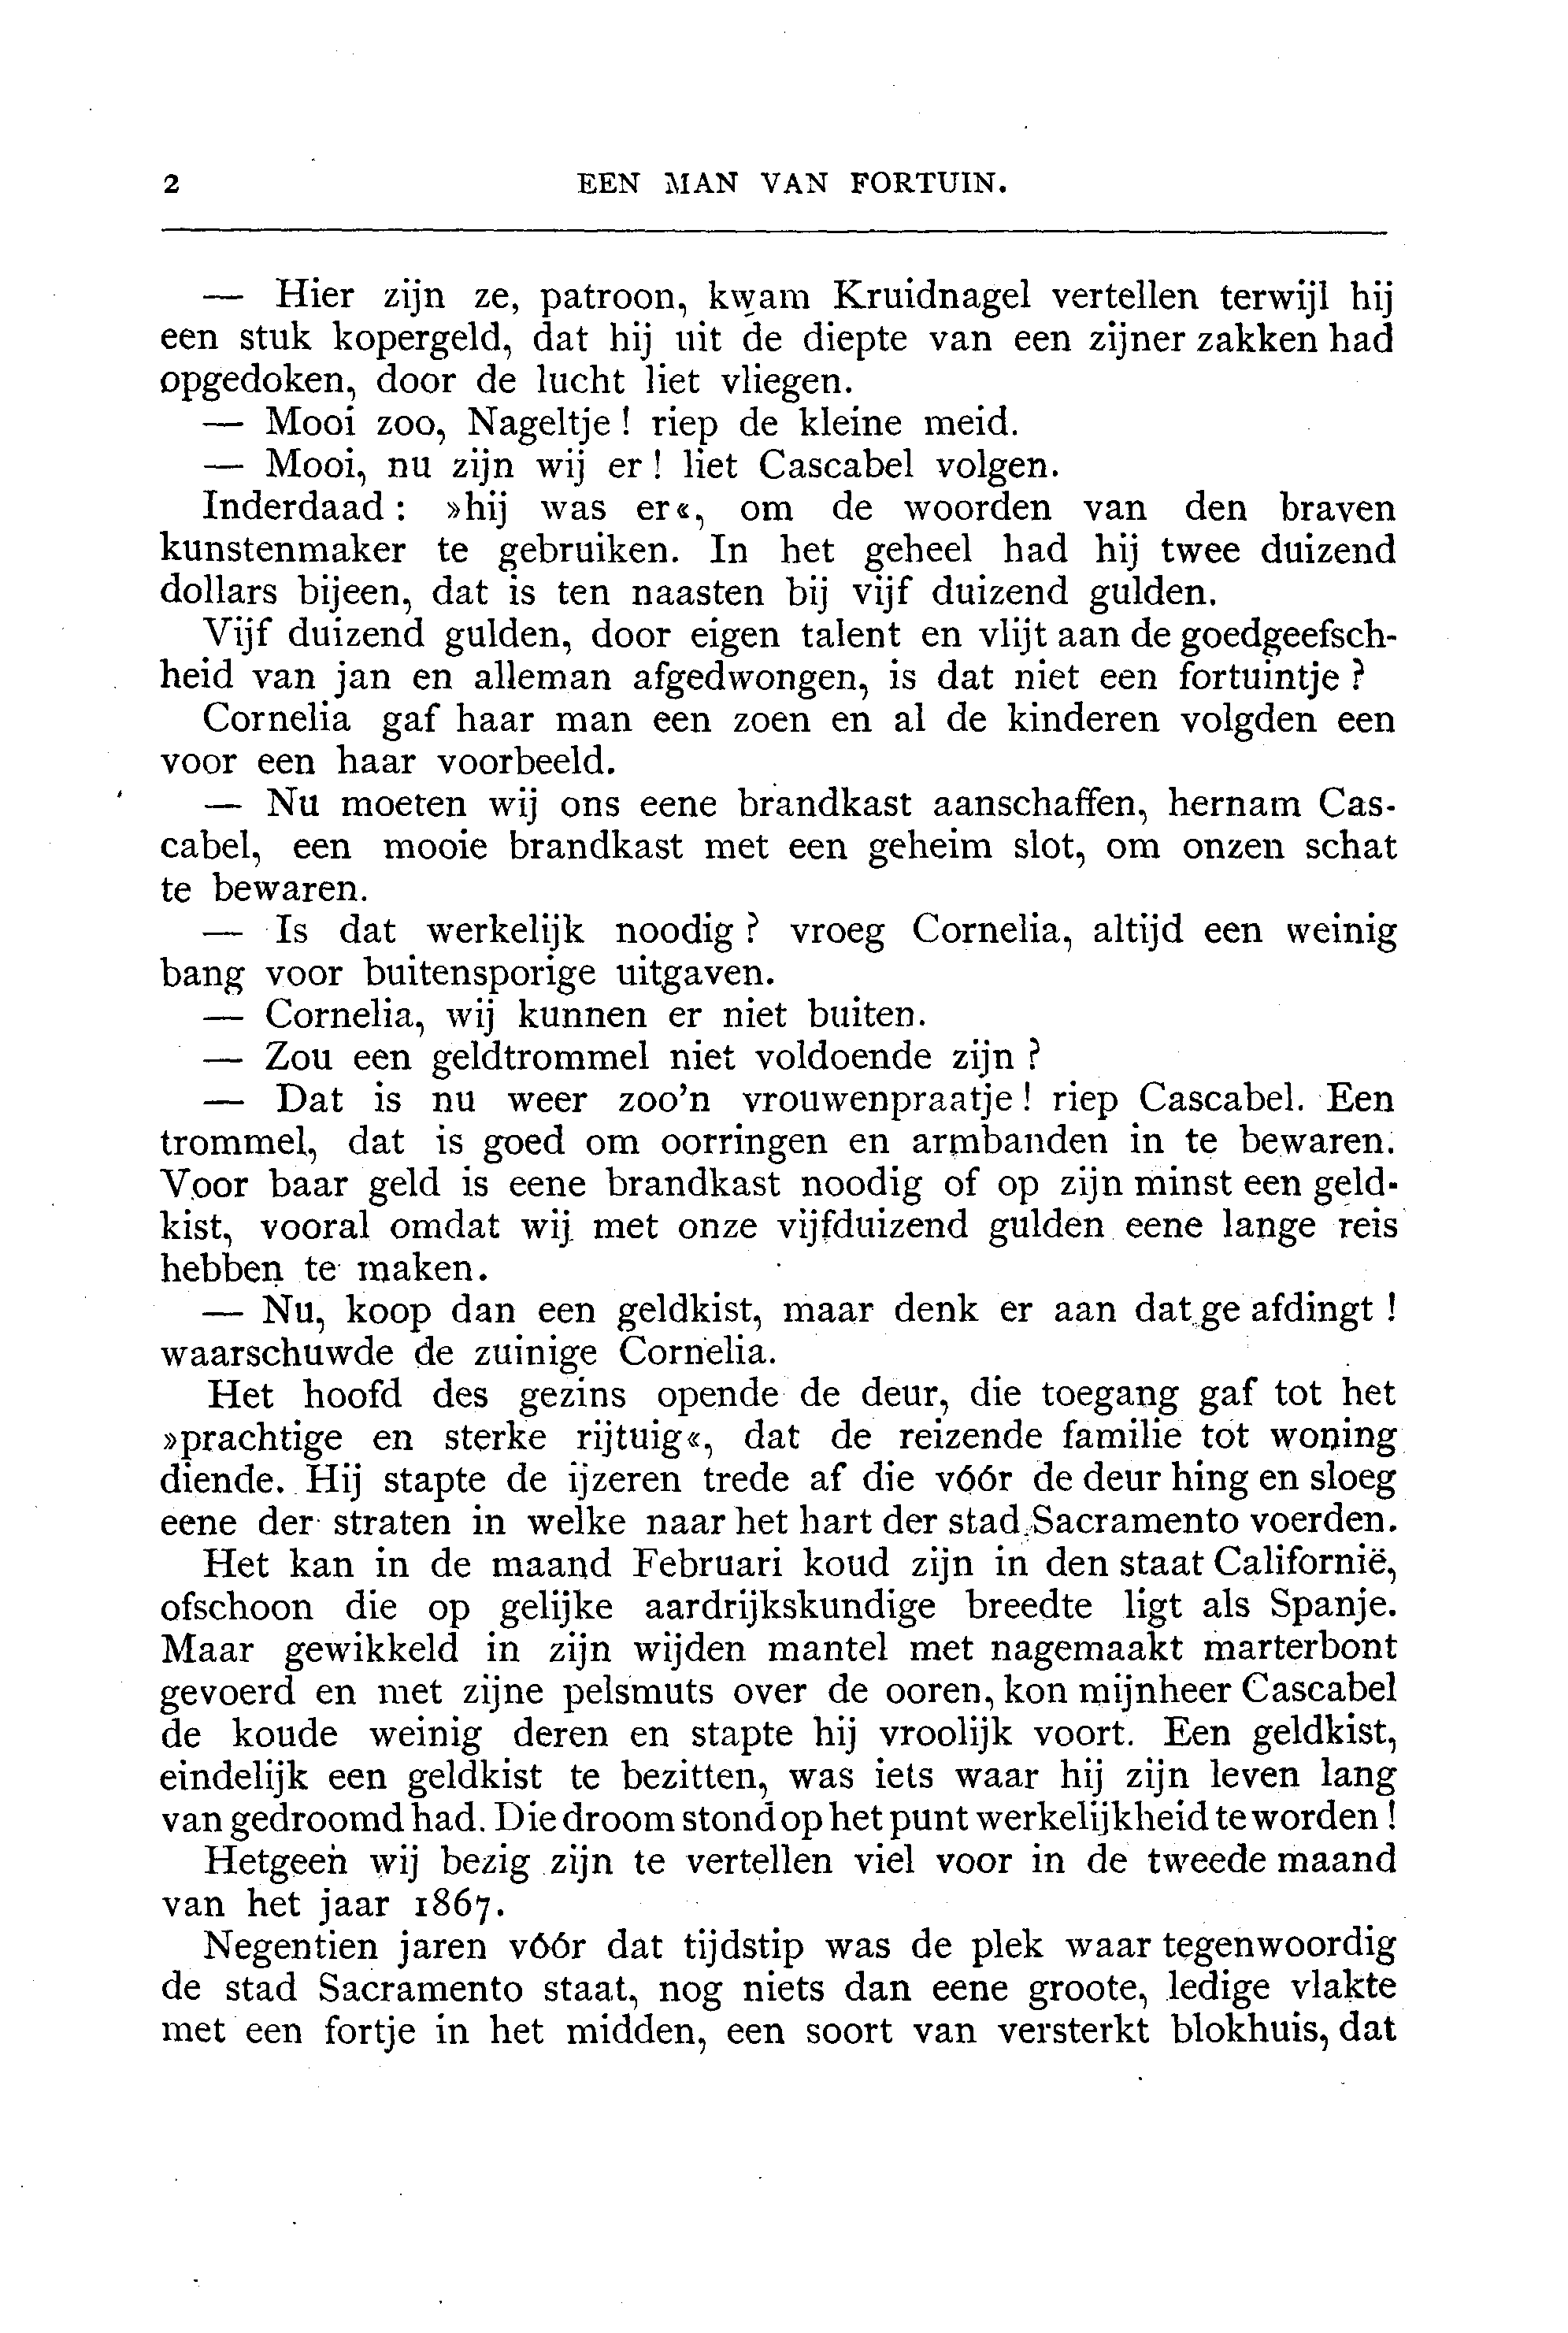 2 EEN MAN VAN FORTUIN.
— Hier zijn ze, patroon, kwam Kruidnagel vertellen terwijl hij
een stuk kopergeld, dat hij uit de diepte van een zijner zakken had
opgedoken, door de lucht liet vliegen.
— Mooi zoo, Nageltje! riep de kleine meid.
— Mooi, nu zijn wij er! liet Cascabel volgen.
Inderdaad: »hij was er«, om de woorden van den braven
kunstenmaker te gebruiken. In het geheel had hij twee duizend
dollars bijeen, dat is ten naasten bij vijf duizend gulden.
Vijf duizend gulden, door eigen talent en vlijt aan de goedgeefsch-
heid van jan en alleman afgedwongen, is dat niet een fortuintje?
Cornelia gaf haar man een zoen en al de kinderen volgden een
voor een haar voorbeeld.
— Nu moeten wij ons eene brandkast aanschaffen, hernam Cas-
cabel, een mooie brandkast met een geheim slot, om onzen schat
te bewaren.
— Is dat werkelijk noodig? vroeg Cornelia, altijd een weinig
bang voor buitensporige uitgaven.
— Cornelia, wij kunnen er niet buiten.
— Zou een geldtrommel niet voldoende zijn?
— Dat is nu weer zoo'n vrouwenpraatje! riep Cascabel. Een
trommel, dat is goed om oorringen en armbanden in te bewaren.
Voor baar geld is eene brandkast noodig of op zijn minst een geld-
kist, vooral omdat wij met onze vijfduizend gulden eene lange reis
hebben te maken.
— Nu, koop dan een geldkist, maar denk er aan dat ge afdingt!
waarschuwde de zuinige Cornelia.
Het hoofd des gezins opende de deur, die toegang gaf tot het
»prachtige en sterke rijtuig«, dat de reizende familie tot woning
diende. Hij stapte de ijzeren trede af die vóór de deur hing en sloeg
eene der straten in welke naar het hart der stad Sacramento voerden.
Het kan in de maand Februari koud zijn in den staat Californië,
ofschoon die op gelijke aardrijkskundige breedte ligt als Spanje.
Maar gewikkeld in zijn wijden mantel met nagemaakt marterbont
gevoerd en met zijne pelsmuts over de ooren, kon mijnheer Cascabel
de koude weinig deren en stapte hij vroolijk voort. Een geldkist,
eindelijk een geldkist te bezitten, was iets waar hij zijn leven lang
van gedroomd had. Die droom stond op het punt werkelijkheid te worden!
Hetgeen wij bezig zijn te vertellen viel voor in de tweede maand
van het jaar 1867.
Negentien jaren vóór dat tijdstip was de plek waar tegenwoordig
de stad Sacramento staat, nog niets dan eene groote, ledige vlakte
met een fortje in het midden, een soort van versterkt blokhuis, dat